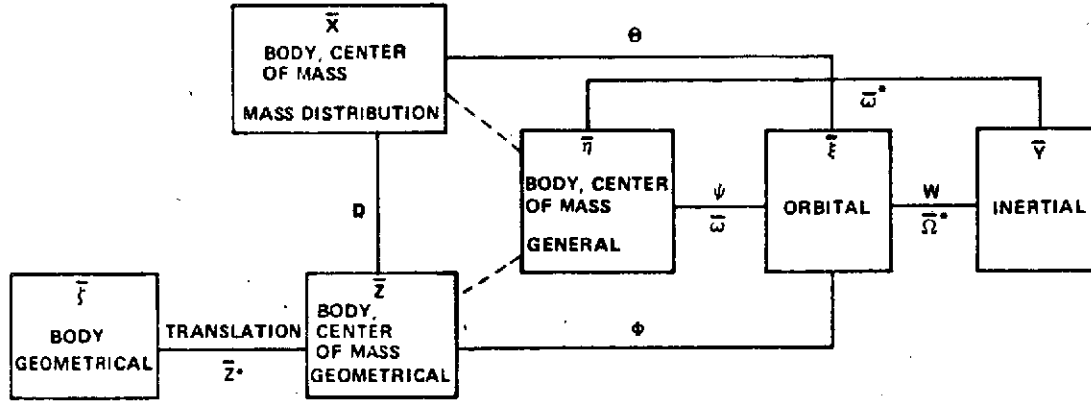 X̄
BODY, CENTER
OF MASS
MASS DISTRIBUTION
Θ
ω̄*
η̄
BODY, CENTER
OF MASS
GENERAL
ψ
ω̄
ξ̄
ORBITAL
W
Ω̄*
Ȳ
INERTIAL
D
ζ̄
BODY
GEOMETRICAL
TRANSLATION
Z̄*
Z̄
BODY,
CENTER
OF MASS
GEOMETRICAL
Φ